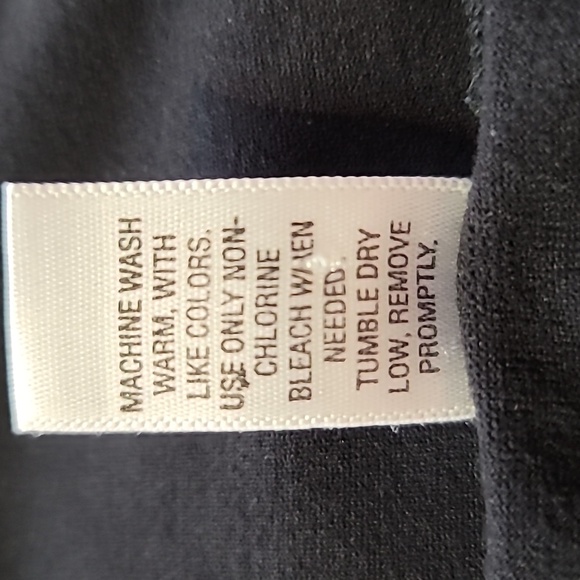 MACHINE WASH
WARM, WITH
LIKE COLORS.
USE ONLY NON-
CHLORINE
BLEACH WHEN
NEEDED.
TUMBLE DRY
LOW, REMOVE
PROMPTLY.